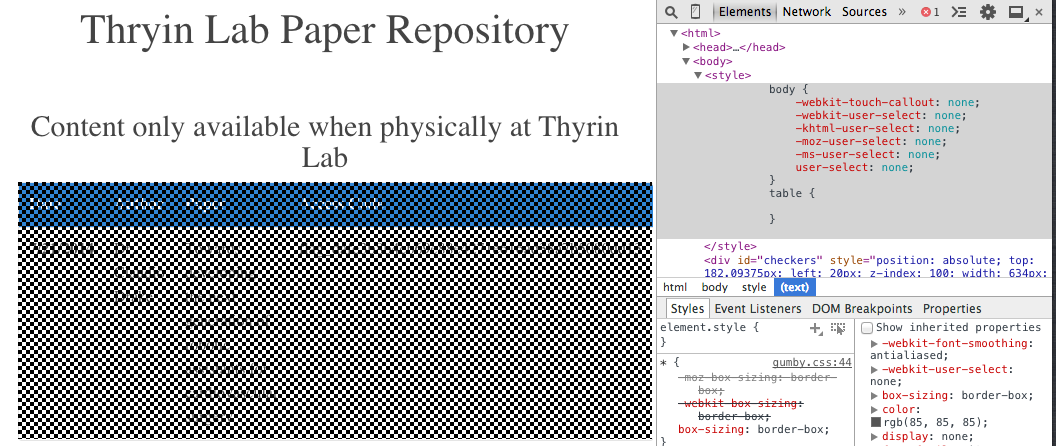 Thryin Lab Paper Repository
Content only available when physically at Thyrin
Lab
Elements Network Sources » 1
<html>
<head>…</head>
<body>
<style>
body {
-webkit-touch-callout: none;
-webkit-user-select: none;
-khtml-user-select: none;
-moz-user-select: none;
-ms-user-select: none;
user-select: none;
}
table {
}
</style>
<div id="checkers" style="position: absolute; top:
182.09375px; left: 20px; z-index: 100; width: 634px;
html body style (text)
Styles Event Listeners DOM Breakpoints Properties
element.style {
}
* { gumby.css:44
-moz-box-sizing: border-
box;
-webkit-box-sizing:
border-box;
box-sizing: border-box;
}
Show inherited properties
-webkit-font-smoothing:
antialiased;
-webkit-user-select:
none;
box-sizing: border-box;
color:
rgb(85, 85, 85);
display: none;